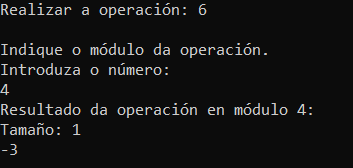 Realizar a operación: 6
Indique o módulo da operación.
Introduza o número:
4
Resultado da operación en módulo 4:
Tamaño: 1
-3